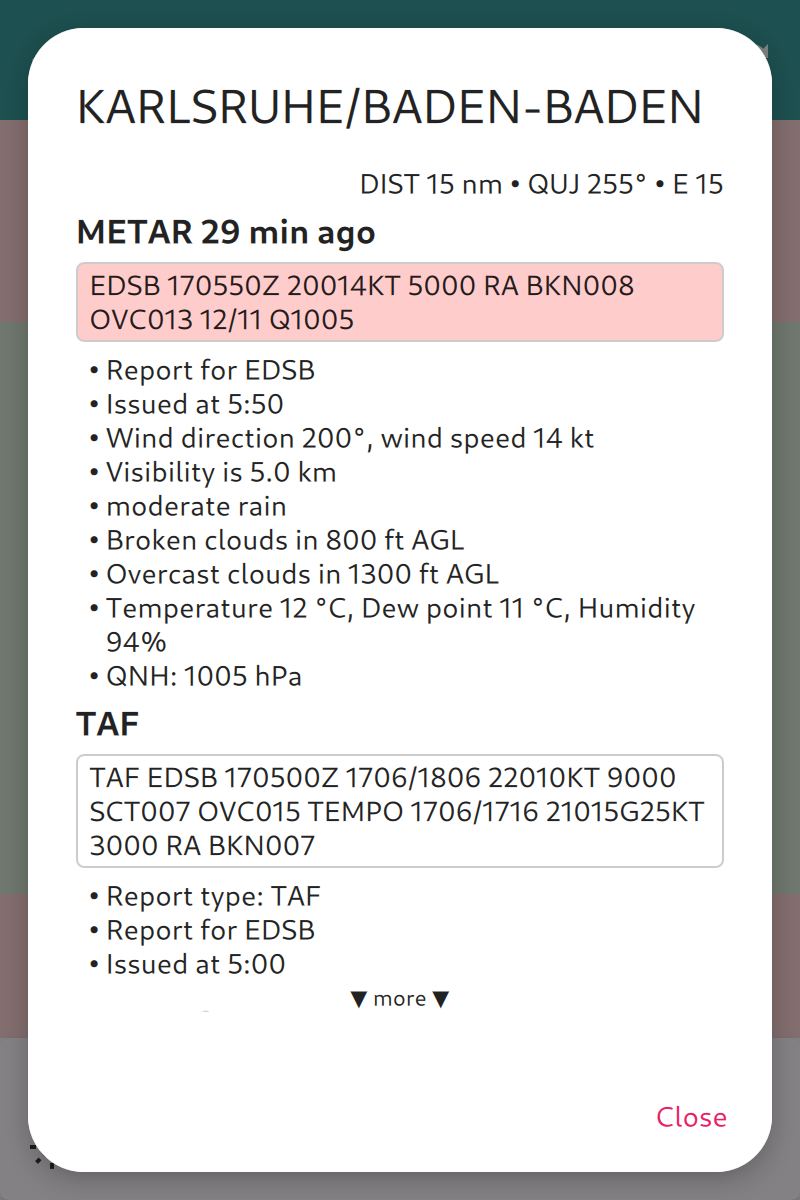 KARLSRUHE/BADEN-BADEN
DIST 15 nm • QUJ 255° • E 15
METAR 29 min ago
EDSB 170550Z 20014KT 5000 RA BKN008
OVC013 12/11 Q1005
• Report for EDSB
• Issued at 5:50
• Wind direction 200°, wind speed 14 kt
• Visibility is 5.0 km
• moderate rain
• Broken clouds in 800 ft AGL
• Overcast clouds in 1300 ft AGL
• Temperature 12 °C, Dew point 11 °C, Humidity
94%
• QNH: 1005 hPa
TAF
TAF EDSB 170500Z 1706/1806 22010KT 9000
SCT007 OVC015 TEMPO 1706/1716 21015G25KT
3000 RA BKN007
• Report type: TAF
• Report for EDSB
• Issued at 5:00
▼ more ▼
Close